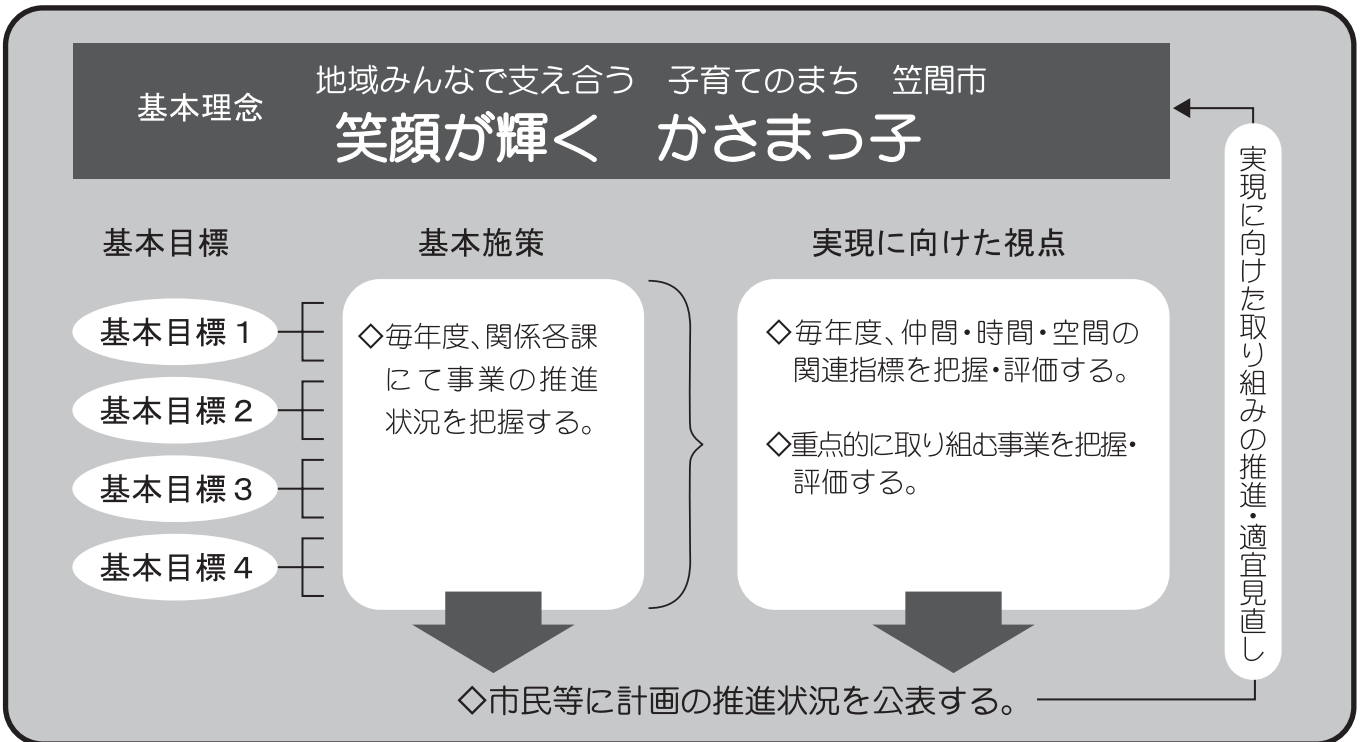 基本理念
地域みんなで支え合う 子育てのまち 笠間市
笑顔が輝く かさまっ子
基本目標
基本目標1
基本目標2
基本目標3
基本目標4
基本施策
◇毎年度、関係各課
にて事業の推進
状況を把握する。
実現に向けた視点
◇毎年度、仲間・時間・空間の
関連指標を把握・評価する。
◇重点的に取り組む事業を把握・
評価する。
◇市民等に計画の推進状況を公表する。
実現に向けた取り組みの推進・適宜見直し